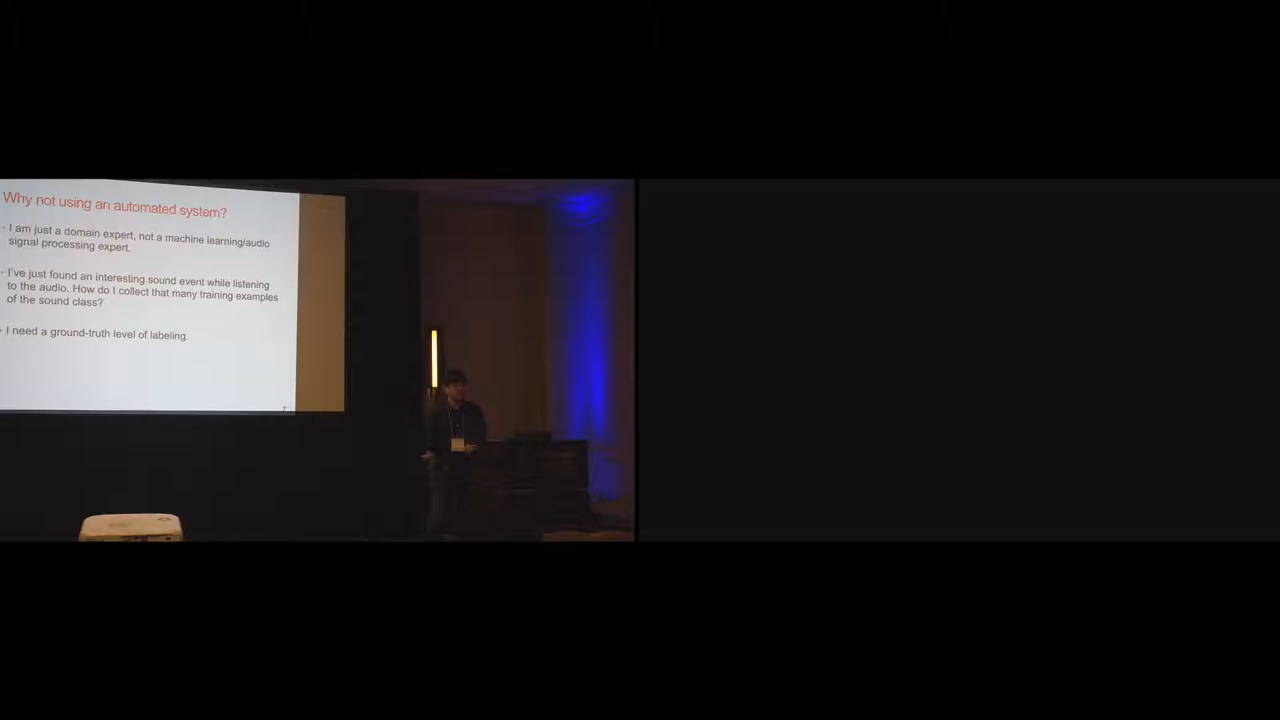 Why not using an automated system?
- I am just a domain expert, not a machine learning/audio
signal processing expert.
- I've just found an interesting sound event while listening
to the audio. How do I collect that many training examples
of the sound class?
- I need a ground-truth level of labeling.
7